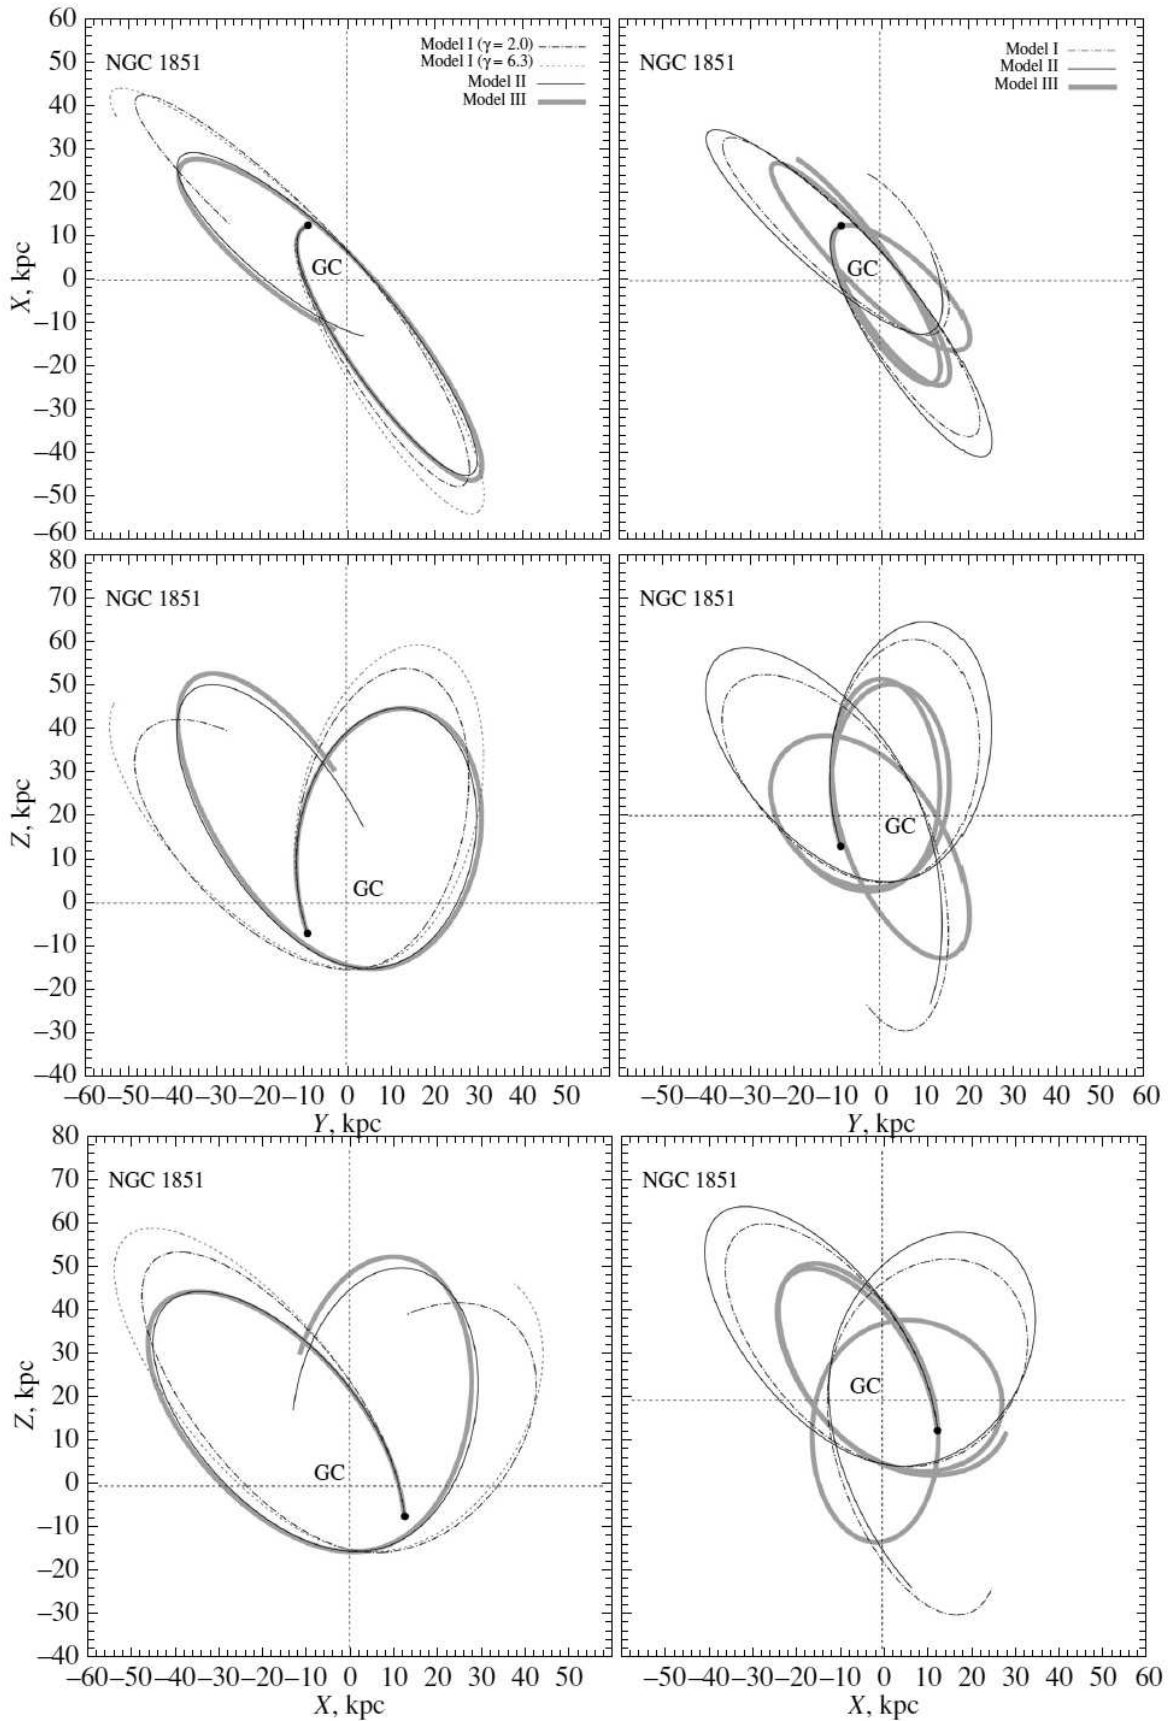 60
50
40
30
20
10
0
−10
−20
−30
−40
−50
−60
X, kpc
NGC 1851
Model I (γ = 2.0)
Model I (γ = 6.3)
Model II
Model III
GC
NGC 1851
Model I
Model II
Model III
GC
80
70
60
50
40
30
20
10
0
−10
−20
−30
−40
Z, kpc
NGC 1851
GC
−60−50−40−30−20−10 0 10 20 30 40 50
Y, kpc
NGC 1851
GC
−50−40−30−20−10 0 10 20 30 40 50 60
Y, kpc
80
70
60
50
40
30
20
10
0
−10
−20
−30
−40
Z, kpc
NGC 1851
GC
−60−50−40−30−20−10 0 10 20 30 40 50
X, kpc
NGC 1851
GC
−50−40−30−20−10 0 10 20 30 40 50 60
X, kpc